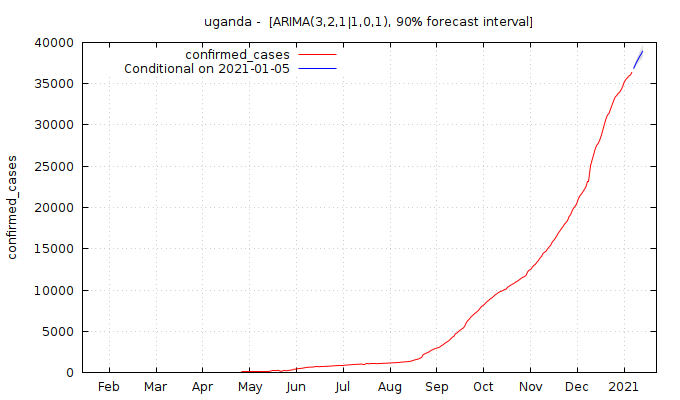 uganda -  [ARIMA(3,2,1|1,0,1), 90% forecast interval]
confirmed_cases
Conditional on 2021-01-05
40000
35000
30000
25000
20000
15000
10000
5000
0
confirmed_cases
Feb Mar Apr May Jun Jul Aug Sep Oct Nov Dec 2021